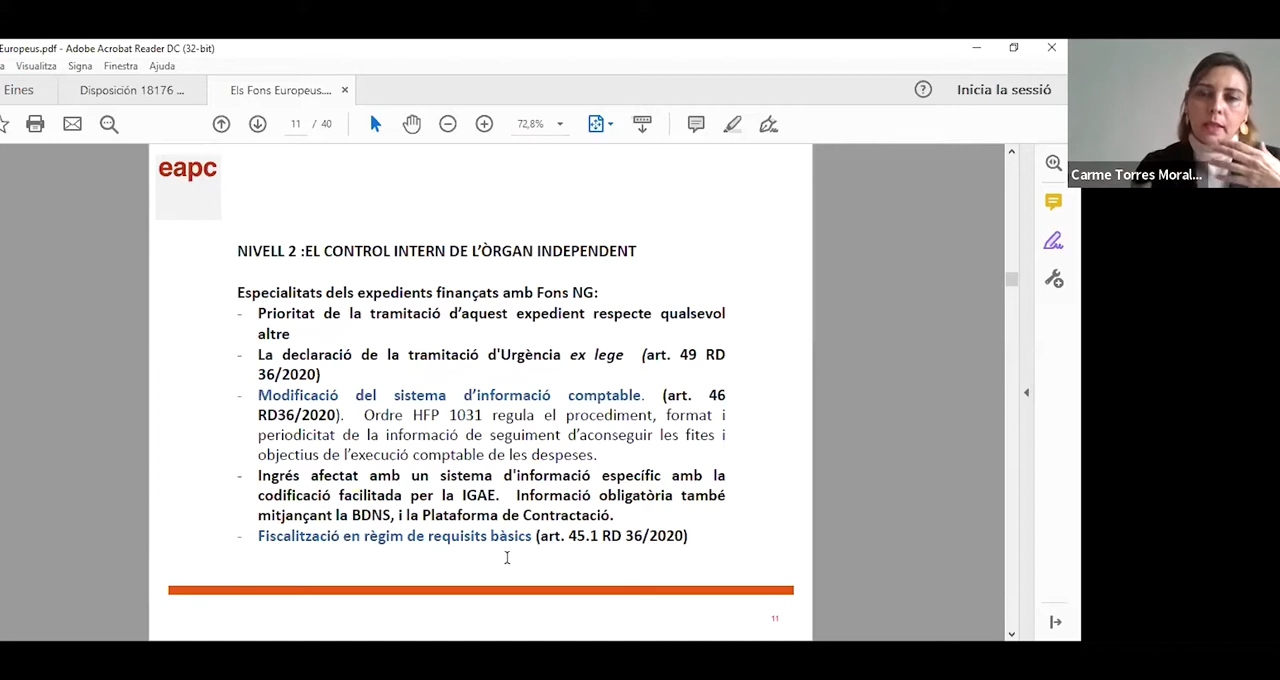 Europeus.pdf - Adobe Acrobat Reader DC (32-bit)
a Visualitza Signa Finestra Ajuda
Eines Disposición 18176 ... Els Fons Europeus.... × Inicia la sessió
11 / 40 72,8%
Carme Torres Moral...
eapc
NIVELL 2 :EL CONTROL INTERN DE L’ÒRGAN INDEPENDENT
Especialitats dels expedients finançats amb Fons NG:
- Prioritat de la tramitació d’aquest expedient respecte qualsevol
altre
- La declaració de la tramitació d'Urgència ex lege (art. 49 RD
36/2020)
- Modificació del sistema d’informació comptable. (art. 46
RD36/2020). Ordre HFP 1031 regula el procediment, format i
periodicitat de la informació de seguiment d’aconseguir les fites i
objectius de l’execució comptable de les despeses.
- Ingrés afectat amb un sistema d'informació específic amb la
codificació facilitada per la IGAE. Informació obligatòria també
mitjançant la BDNS, i la Plataforma de Contractació.
- Fiscalització en règim de requisits bàsics (art. 45.1 RD 36/2020)
11